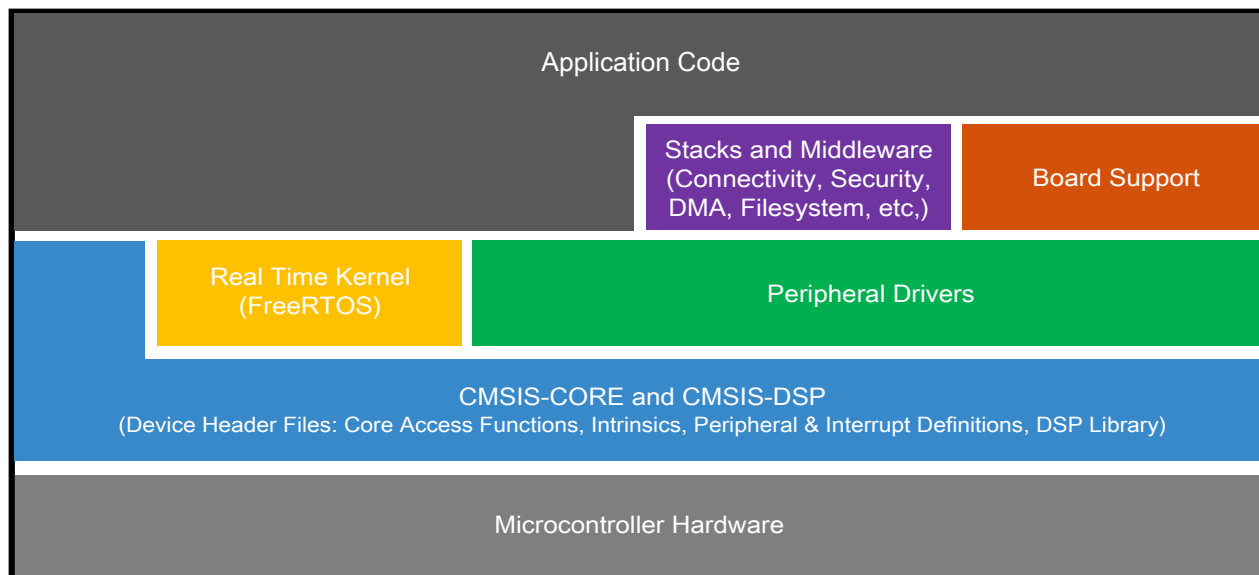 Application Code
Stacks and Middleware
(Connectivity, Security,
DMA, Filesystem, etc,)
Board Support
Real Time Kernel
(FreeRTOS)
Peripheral Drivers
CMSIS-CORE and CMSIS-DSP
(Device Header Files: Core Access Functions, Intrinsics, Peripheral & Interrupt Definitions, DSP Library)
Microcontroller Hardware